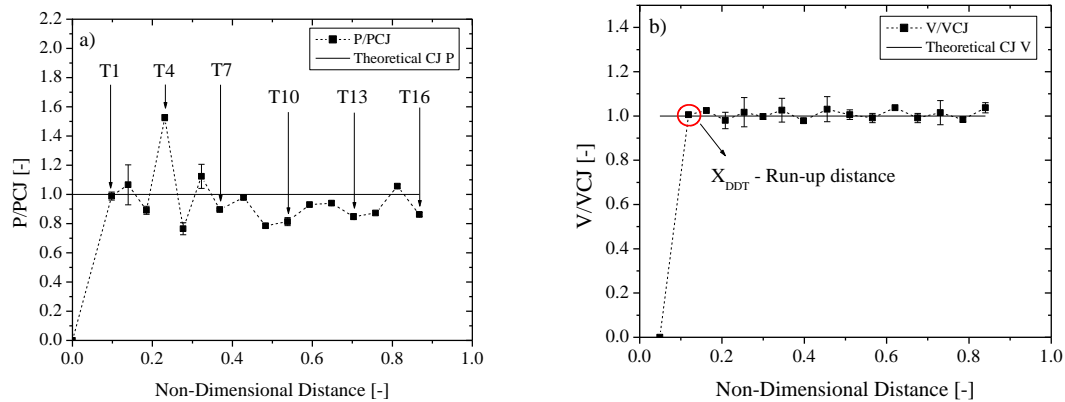 a)
P/PCJ
Theoretical CJ P
T1
T4
T7
T10
T13
T16
2.2
2.0
1.8
1.6
1.4
1.2
1.0
0.8
0.6
0.4
0.2
0.0
P/PCJ [-]
0.0 0.2 0.4 0.6 0.8 1.0
Non-Dimensional Distance [-]
b)
V/VCJ
Theoretical CJ V
X_DDT - Run-up distance
1.4
1.2
1.0
0.8
0.6
0.4
0.2
0.0
V/VCJ [-]
0.0 0.2 0.4 0.6 0.8 1.0
Non-Dimensional Distance [-]